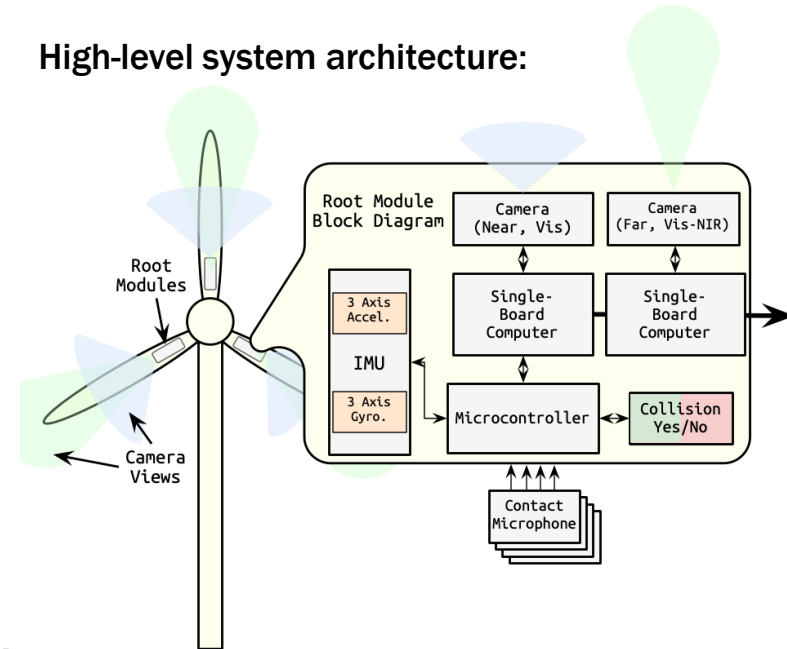 High-level system architecture:
Root Module
Block Diagram
Camera
(Near, Vis)
Camera
(Far, Vis-NIR)
Root
Modules
3 Axis
Accel.
IMU
3 Axis
Gyro.
Single-
Board
Computer
Single-
Board
Computer
Microcontroller
Collision
Yes/No
Camera
Views
Contact
Microphone